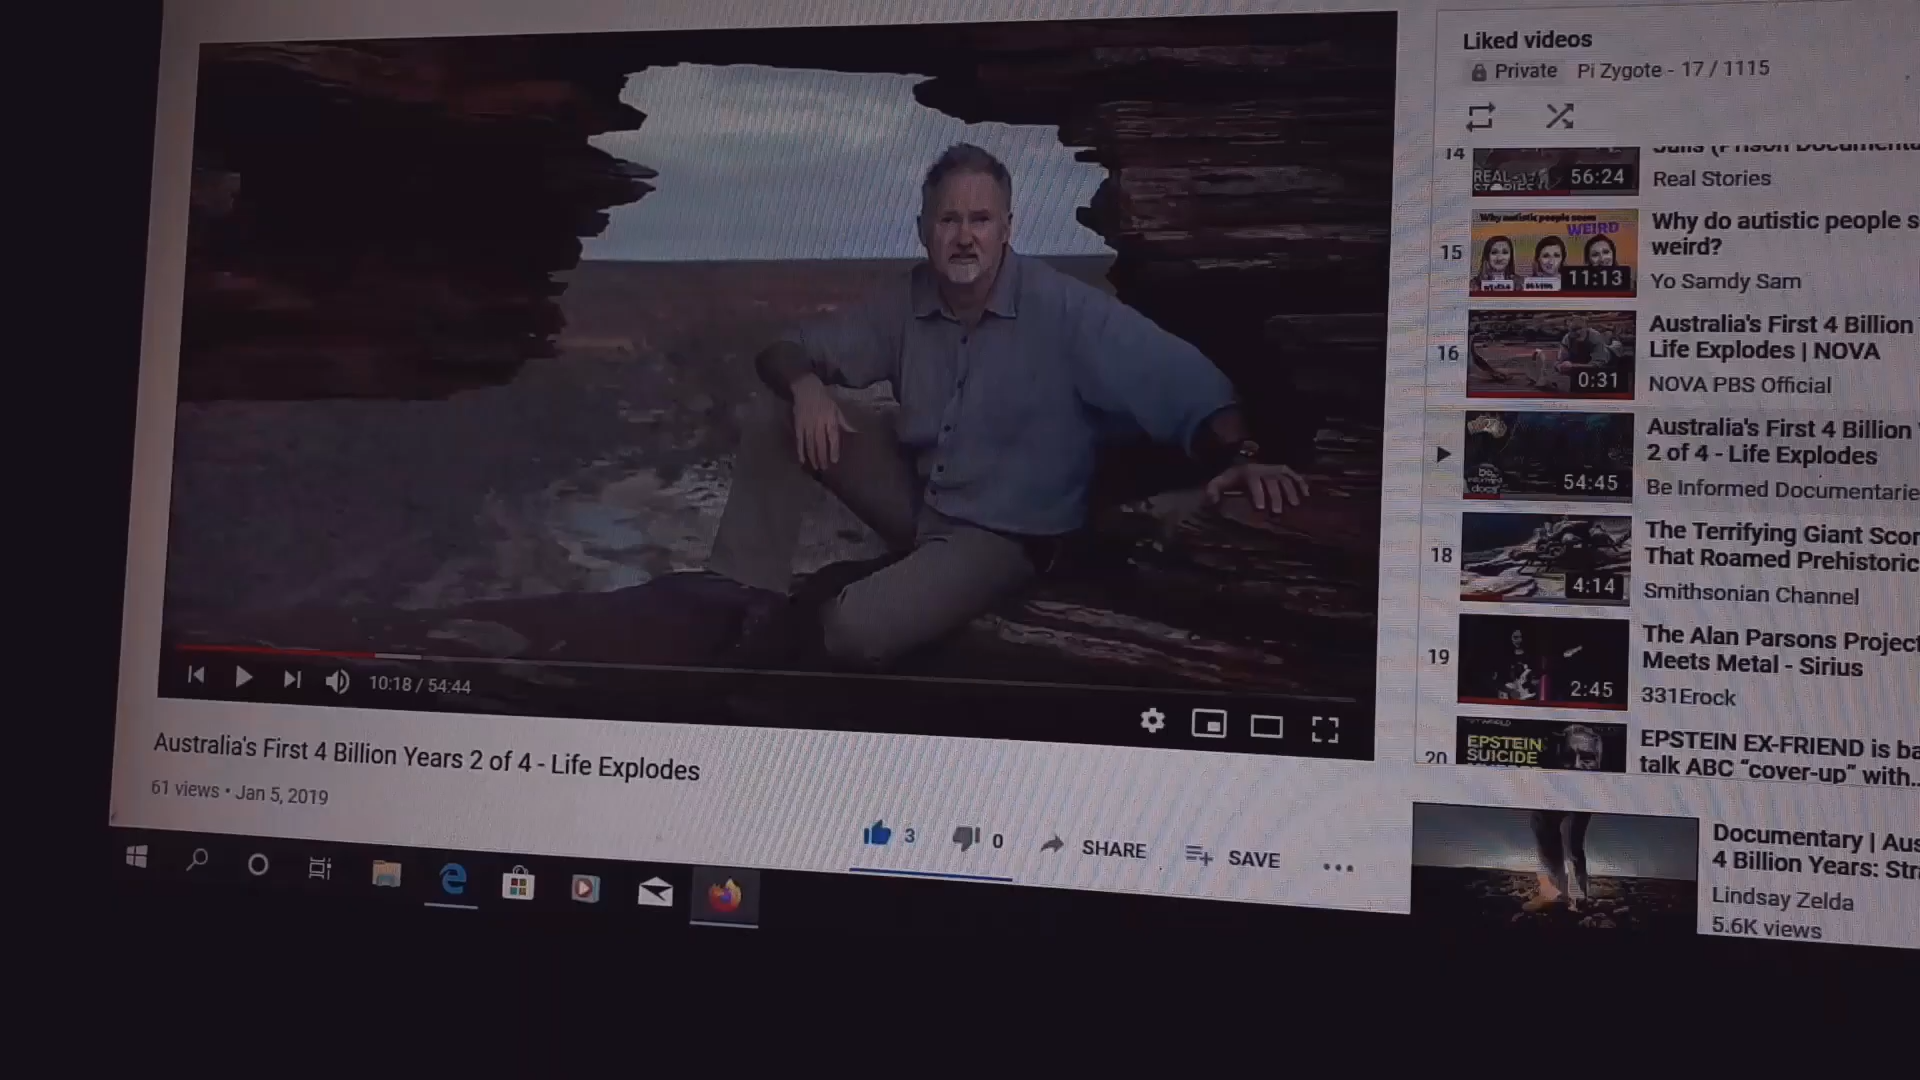 10:18 / 54:44
Australia's First 4 Billion Years 2 of 4 - Life Explodes
61 views • Jan 5, 2019
3
0
SHARE
SAVE
Liked videos
Private Pi Zygote - 17 / 1115
14
56:24
Real Stories
15
Why autistic people seem
WEIRD
11:13
Why do autistic people s
weird?
Yo Samdy Sam
16
0:31
Australia's First 4 Billion
Life Explodes | NOVA
NOVA PBS Official
54:45
Australia's First 4 Billion
2 of 4 - Life Explodes
Be Informed Documentarie
18
4:14
The Terrifying Giant Scor
That Roamed Prehistoric
Smithsonian Channel
19
2:45
The Alan Parsons Project
Meets Metal - Sirius
331Erock
20
EPSTEIN
SUICIDE
EPSTEIN EX-FRIEND is ba
talk ABC “cover-up” with...
Documentary | Aus
4 Billion Years: Str
Lindsay Zelda
5.6K views